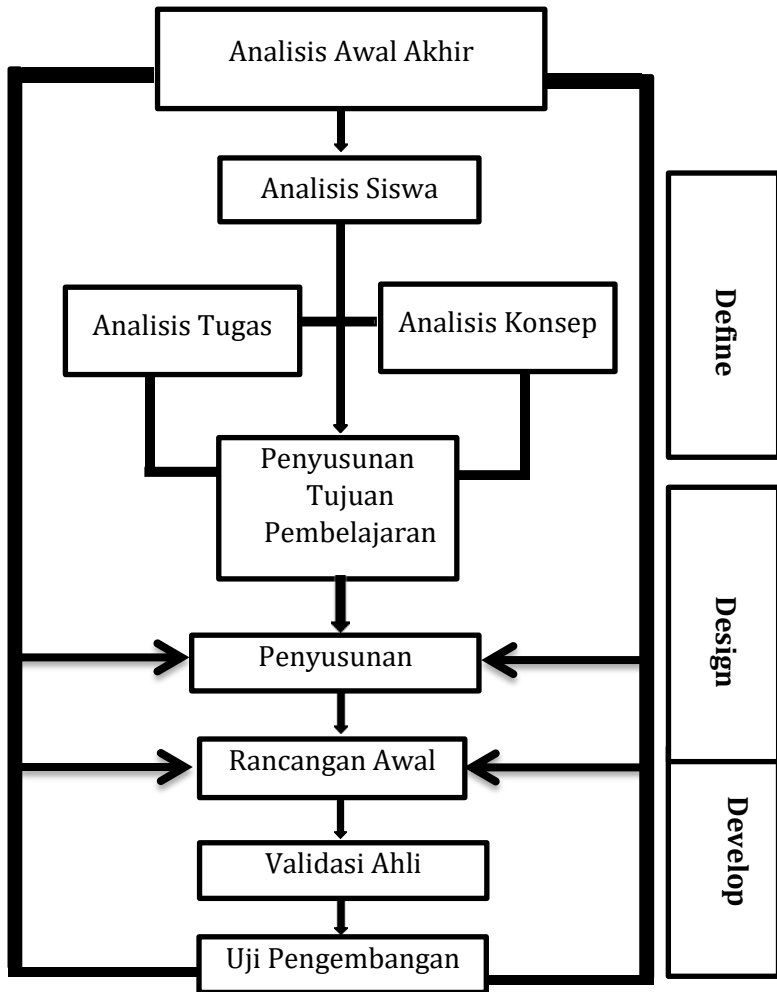 Analisis Awal Akhir
Analisis Siswa
Analisis Tugas
Analisis Konsep
Penyusunan
Tujuan
Pembelajaran
Penyusunan
Rancangan Awal
Validasi Ahli
Uji Pengembangan
Define
Design
Develop